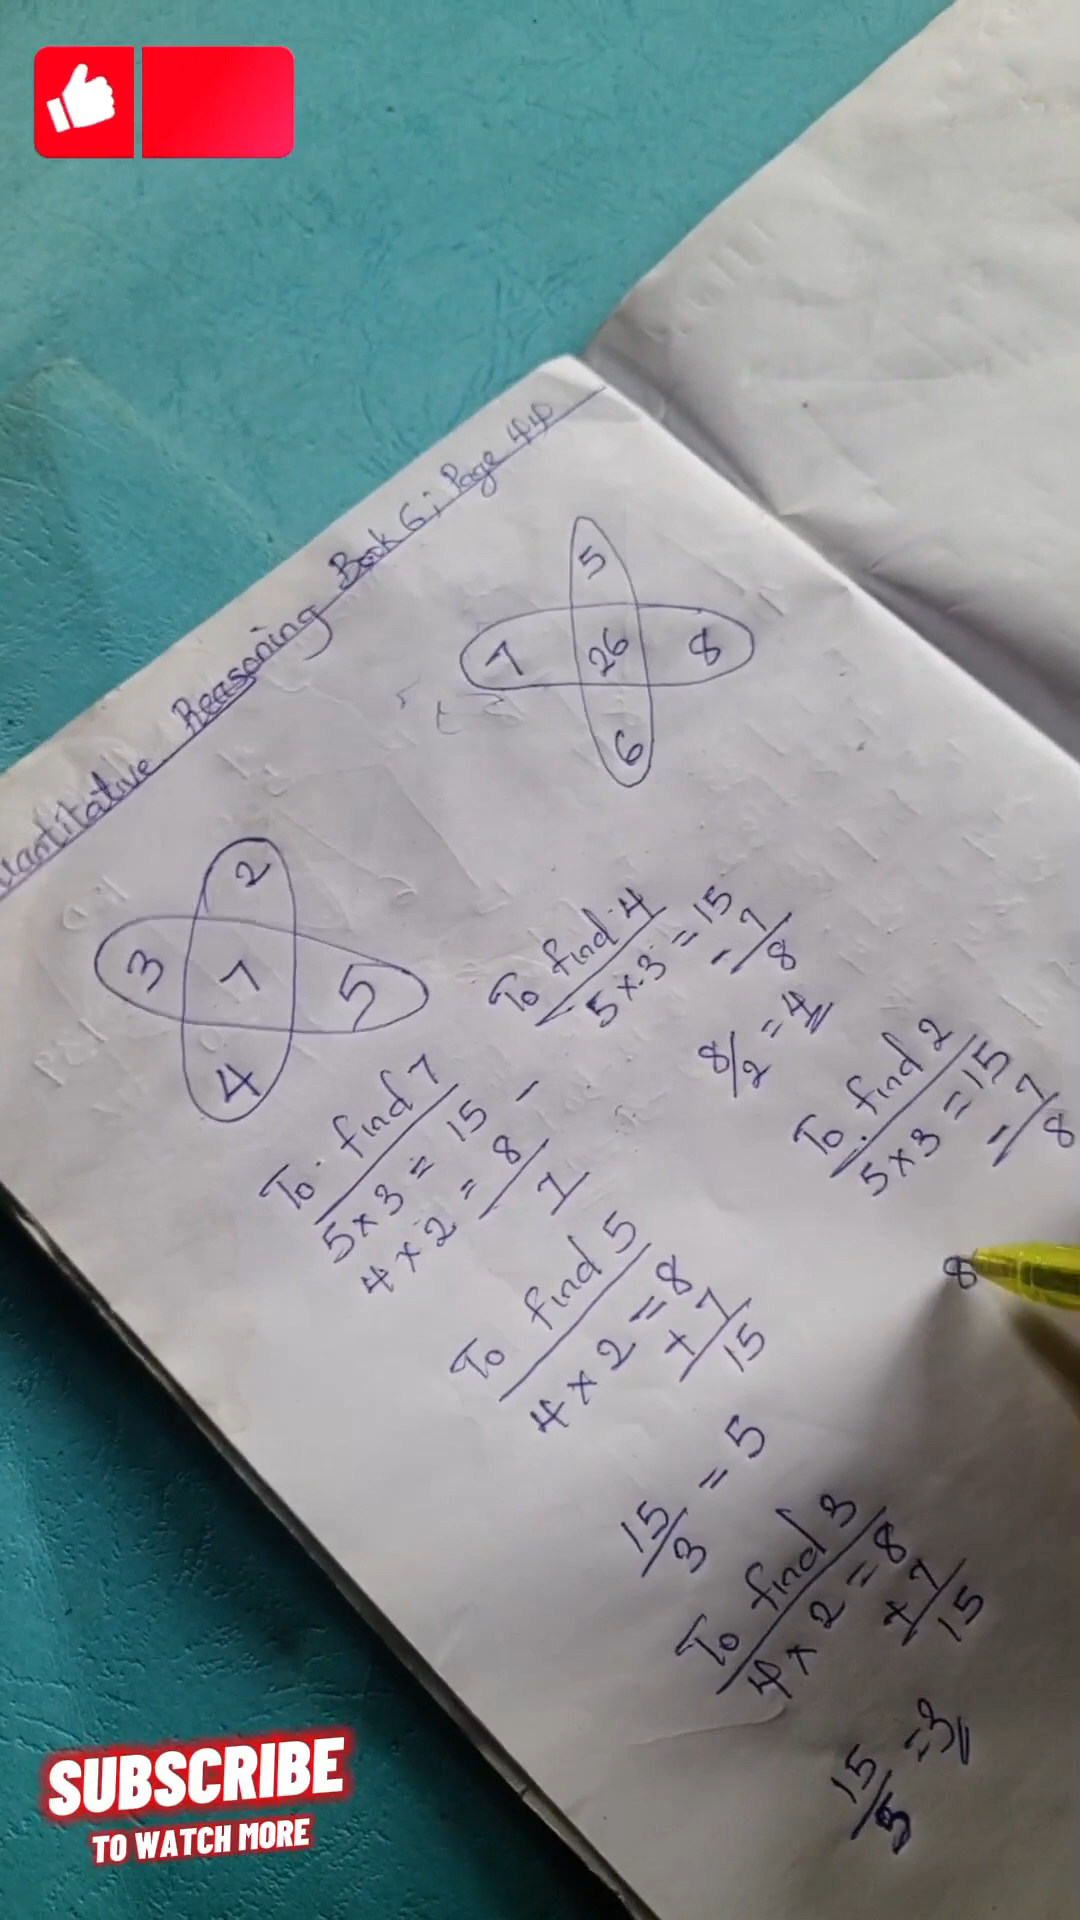 uantitative Reasoning Book 6; Page 44
5
7 26 8
6
2
3 7 5
4
To find 7
5 x 3 = 15 -
4 x 2 = 8
7
To find 5
4 x 2 = 8
+ 7
15
15/3 = 5
To find 3
4 x 2 = 8
+ 7
15
15/5 = 3
To find 4
5 x 3 = 15
- 7
8
8/2 = 4
To find 2
5 x 3 = 15
- 7
8
8
SUBSCRIBE
TO WATCH MORE